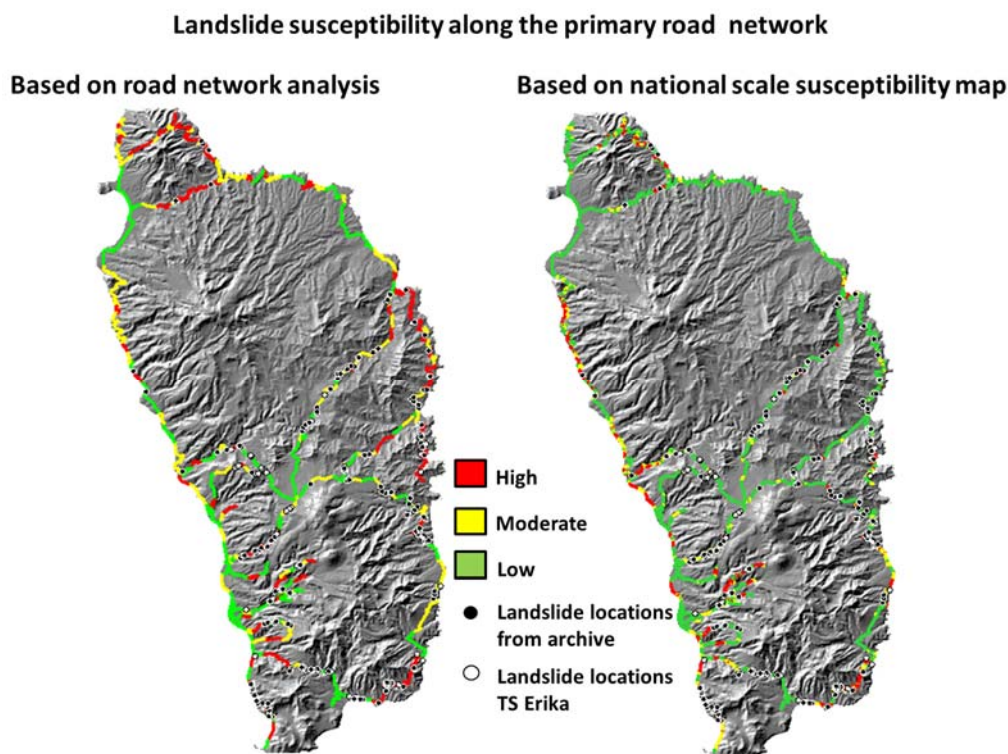 Landslide susceptibility along the primary road network
Based on road network analysis
Based on national scale susceptibility map
High
Moderate
Low
Landslide locations
from archive
Landslide locations
TS Erika